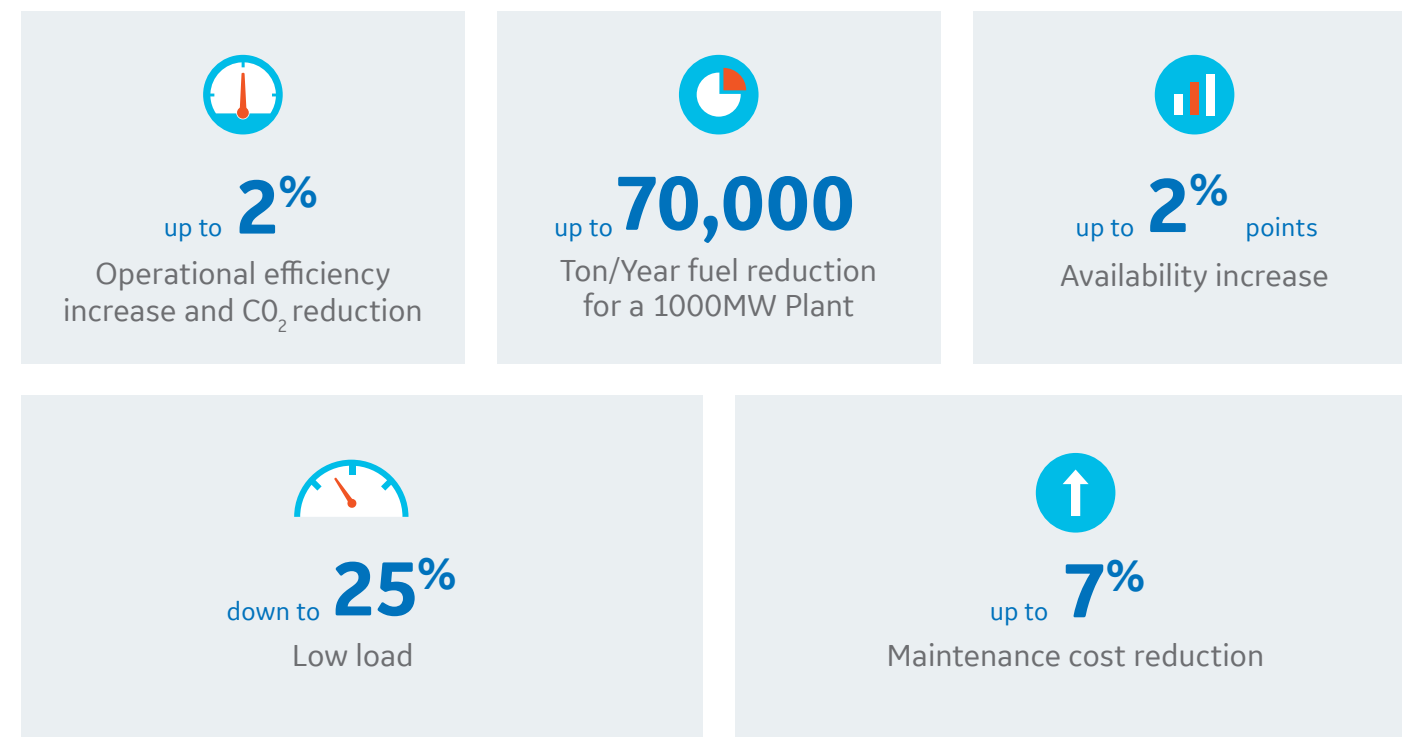 up to 2%
Operational efficiency
increase and C0₂ reduction
up to 70,000
Ton/Year fuel reduction
for a 1000MW Plant
up to 2% points
Availability increase
down to 25%
Low load
up to 7%
Maintenance cost reduction